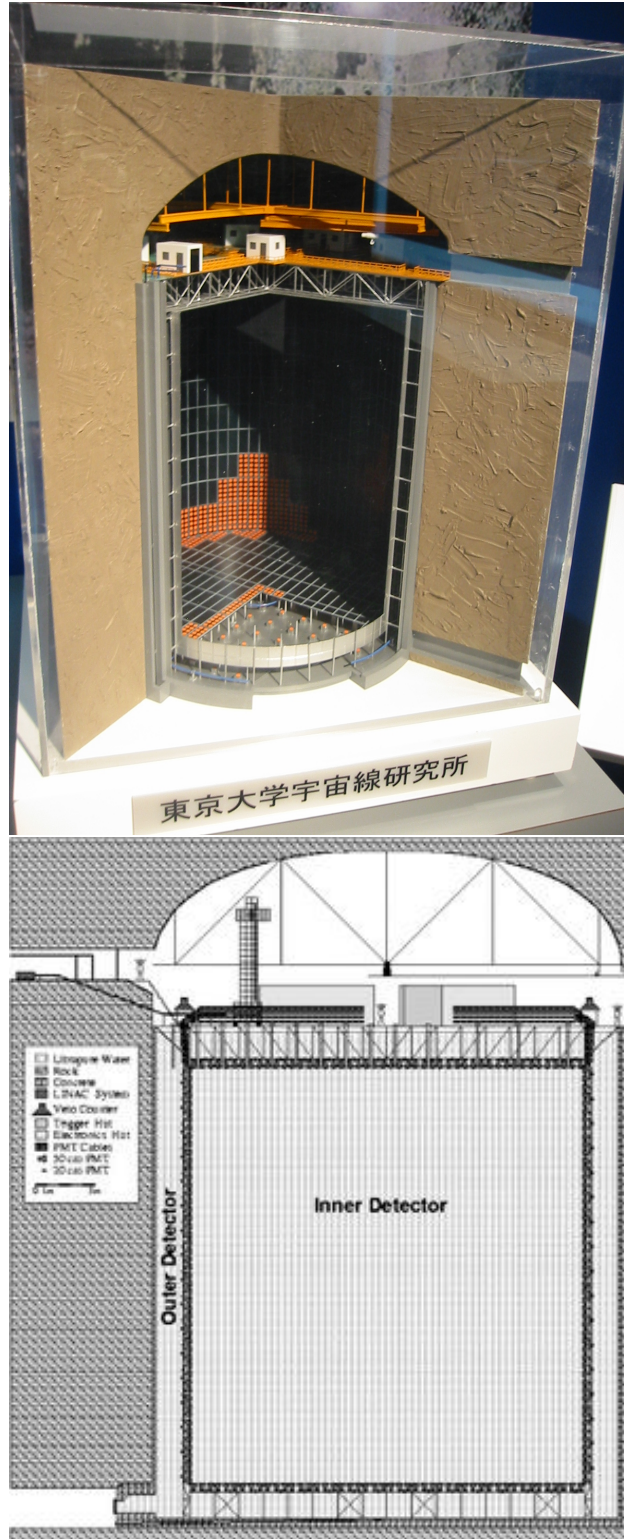 東京大学宇宙線研究所
Ultrapure Water
Rock
Concrete
LINAC System
Veto Counter
Trigger Hut
Electronics Hut
PMT Cables
50 cm PMT
20 cm PMT
Outer Detector
Inner Detector